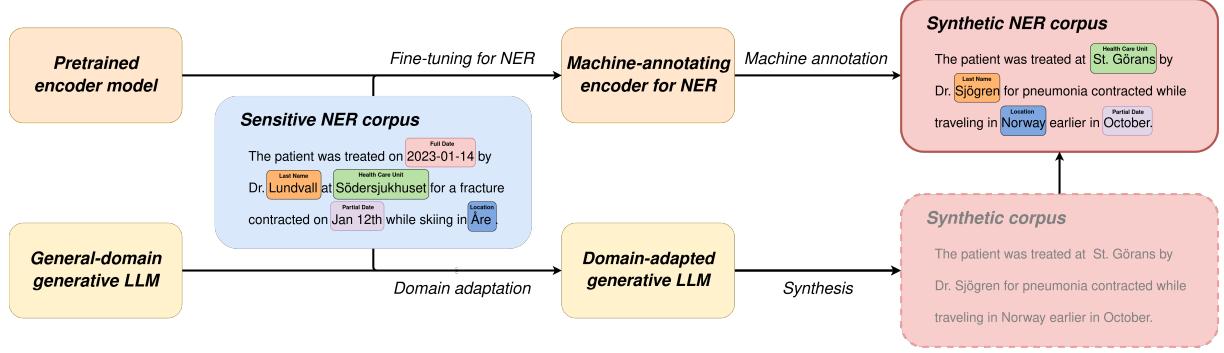 Pretrained
encoder model
Fine-tuning for NER
Machine-annotating
encoder for NER
Machine annotation
Synthetic NER corpus
Health Care Unit
The patient was treated at St. Görans by
Last Name
Dr. Sjögren for pneumonia contracted while
Location Partial Date
traveling in Norway earlier in October.
Sensitive NER corpus
Full Date
The patient was treated on 2023-01-14 by
Last Name Health Care Unit
Dr. Lundvall at Södersjukhuset for a fracture
Partial Date Location
contracted on Jan 12th while skiing in Åre .
General-domain
generative LLM
Domain adaptation
Domain-adapted
generative LLM
Synthesis
Synthetic corpus
The patient was treated at St. Görans by
Dr. Sjögren for pneumonia contracted while
traveling in Norway earlier in October.